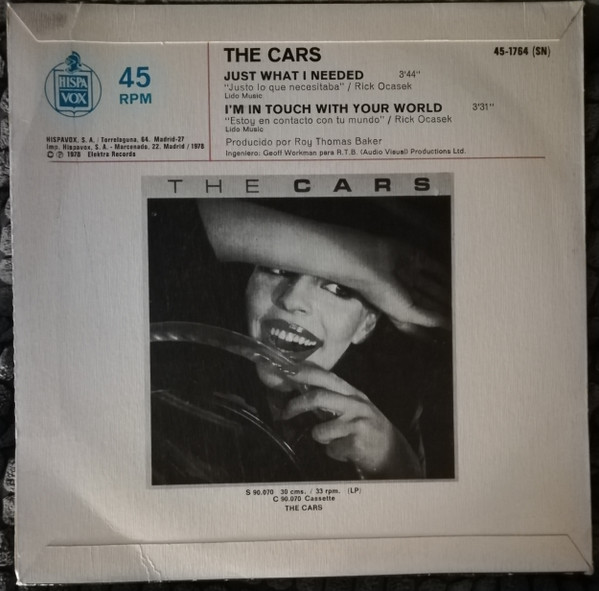 HISPA
VOX
45
RPM
HISPAVOX, S. A. - Torrelaguna, 64. Madrid-27
Imp. Hispavox, S. A. - Mercenado, 22. Madrid / 1978
© ℗ 1978 Elektra Records
THE CARS
45-1764 (SN)
JUST WHAT I NEEDED 3'44"
"Justo lo que necesitaba" / Rick Ocasek
Lido Music
I'M IN TOUCH WITH YOUR WORLD 3'31"
"Estoy en contacto con tu mundo" / Rick Ocasek
Lido Music
Producido por Roy Thomas Baker
Ingeniero: Geoff Workman para R.T.B. (Audio Visual) Productions Ltd.
THE CARS
S 90.070 30 cms. / 33 rpm. (LP)
C 90.070 Cassette
THE CARS